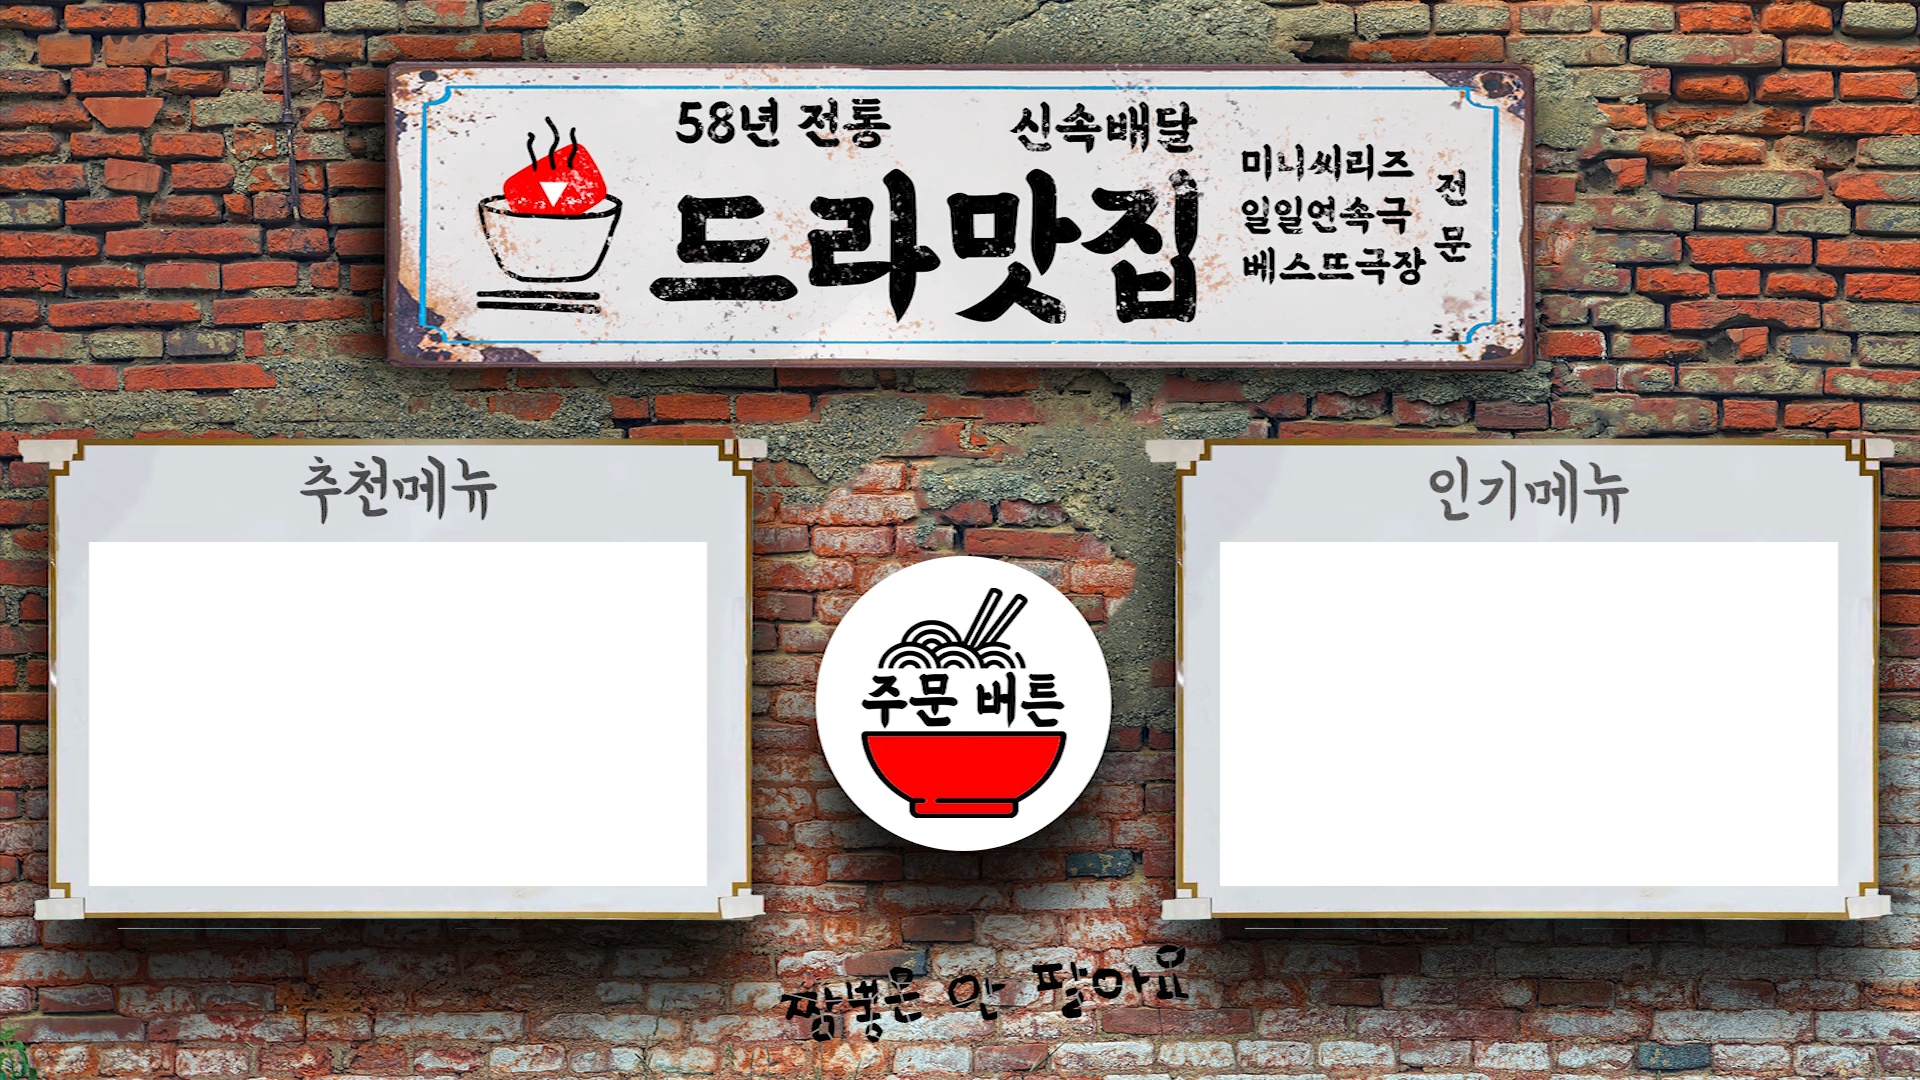 58년 전통 신속배달
드라맛집
미니씨리즈
일일연속극
베스뜨극장
전문
추천메뉴
인기메뉴
주문 버튼
짬뽕은 안 팔아요